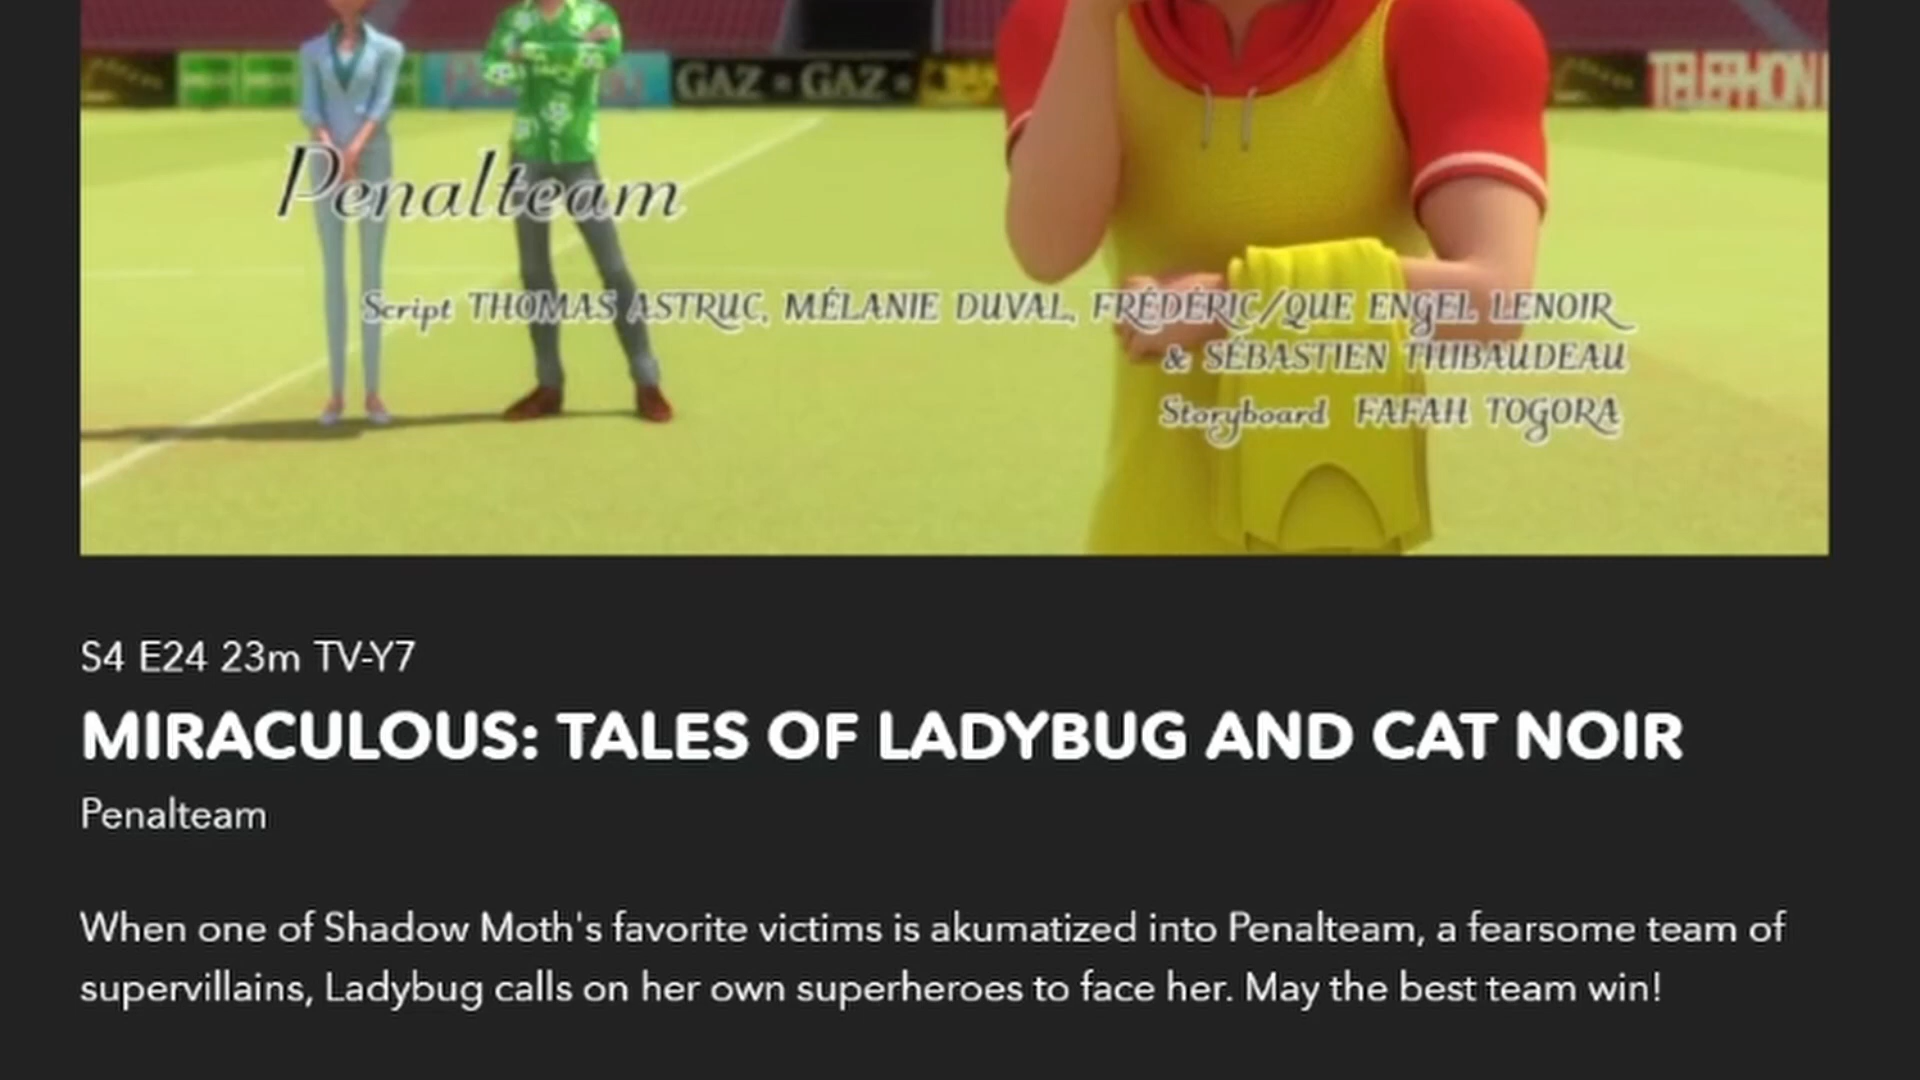 GAZ * GAZ *
TELEPHON
Penalteam
Script THOMAS ASTRUC, MÉLANIE DUVAL, FRÉDÉRIC/QUE ENGEL LENOIR
& SÉBASTIEN THIBAUDEAU
Storyboard FAFAH TOGORA
S4 E24 23m TV-Y7
MIRACULOUS: TALES OF LADYBUG AND CAT NOIR
Penalteam
When one of Shadow Moth's favorite victims is akumatized into Penalteam, a fearsome team of
supervillains, Ladybug calls on her own superheroes to face her. May the best team win!